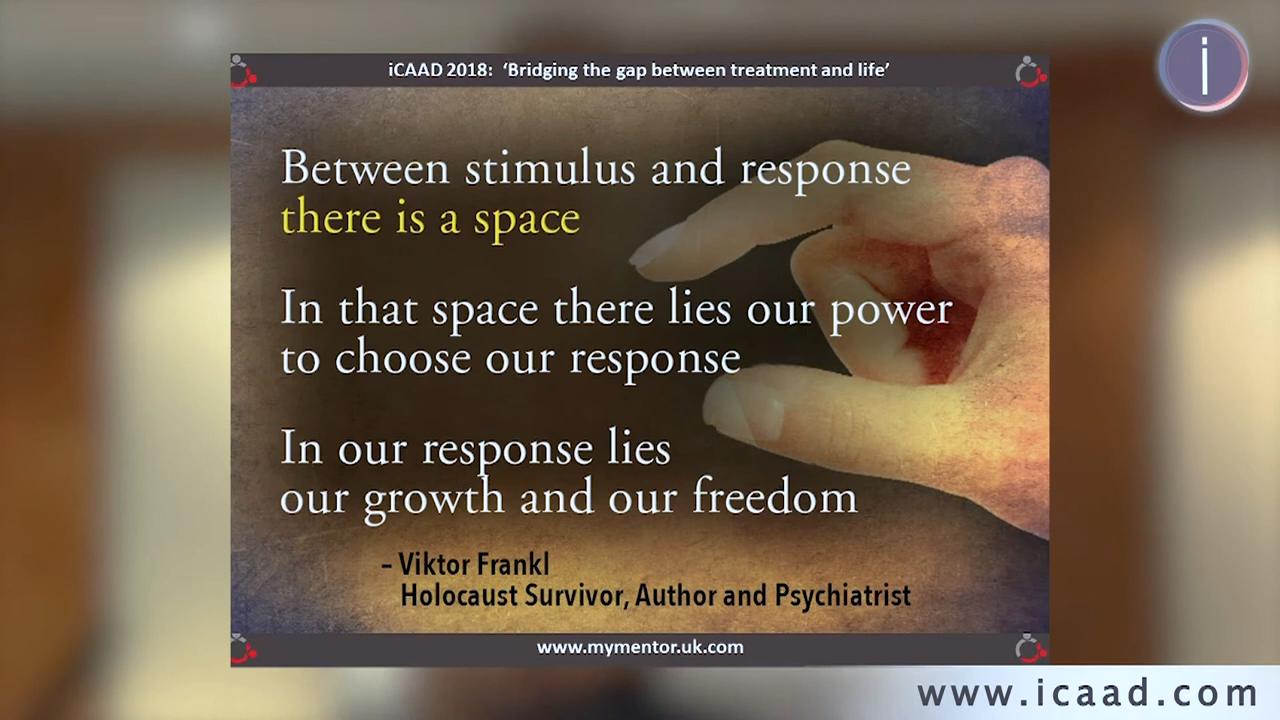 iCAAD 2018:  ‘Bridging the gap between treatment and life’
i
Between stimulus and response
there is a space
In that space there lies our power
to choose our response
In our response lies
our growth and our freedom
– Viktor Frankl
Holocaust Survivor, Author and Psychiatrist
www.mymentor.uk.com
www.icaad.com